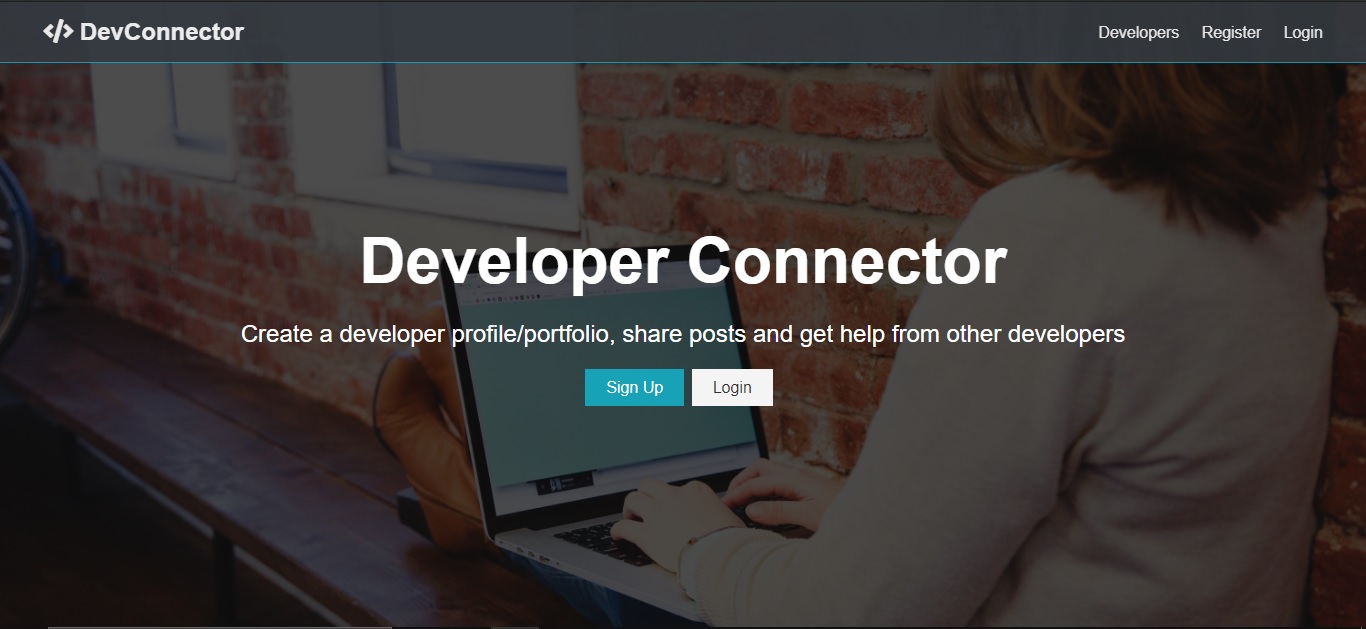 </> DevConnector
Developers Register Login
Developer Connector
Create a developer profile/portfolio, share posts and get help from other developers
Sign Up Login